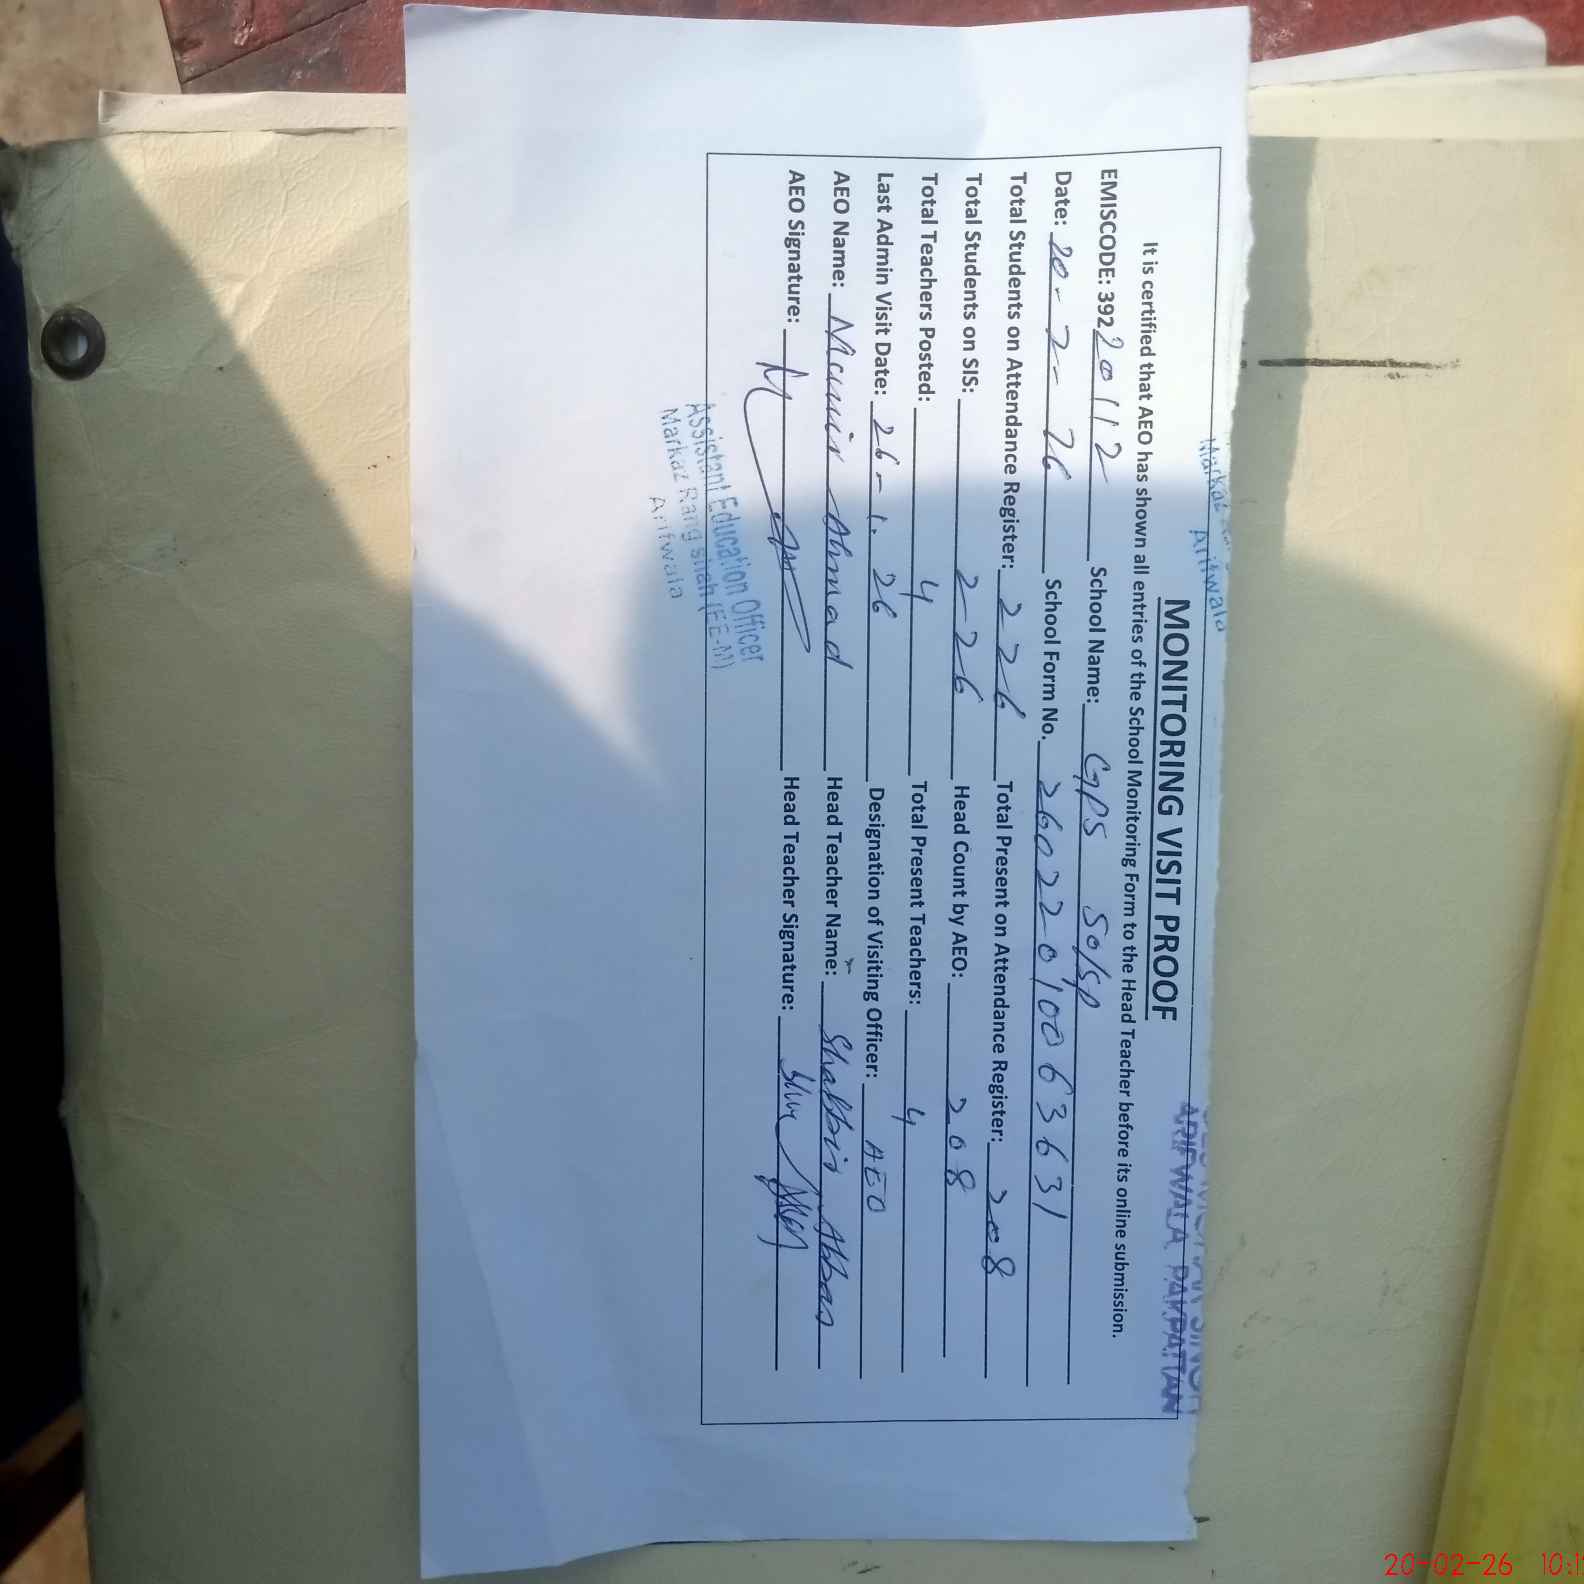 Arifwala
ARIFWALA PAKPATTAN
MONITORING VISIT PROOF
It is certified that AEO has shown all entries of the School Monitoring Form to the Head Teacher before its online submission.
EMISCODE: 39220112 School Name: GPS 50/SP
Date: 20-2-26 School Form No. 26022010063631
Total Students on Attendance Register: 226 Total Present on Attendance Register: 208
Total Students on SIS: 226 Head Count by AEO: 208
Total Teachers Posted: 4 Total Present Teachers: 4
Last Admin Visit Date: 26-1-26 Designation of Visiting Officer: AEO
AEO Name: Munir Ahmad Head Teacher Name: Shabbir Abbas
AEO Signature: Head Teacher Signature:
Assistant Education Officer
Markaz Rang shah (EE-M)
Arifwala
20-02-26 10:1